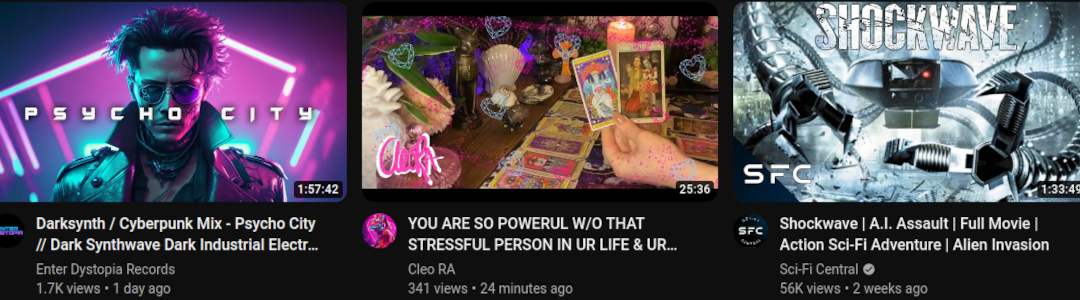 PSYCHO CITY
1:57:42
Darksynth / Cyberpunk Mix - Psycho City
// Dark Synthwave Dark Industrial Electr...
Enter Dystopia Records
1.7K views • 1 day ago
CleoRA
25:36
YOU ARE SO POWERUL W/O THAT
STRESSFUL PERSON IN UR LIFE & UR...
Cleo RA
341 views • 24 minutes ago
SHOCKWAVE
SFC
1:33:49
SFC
Shockwave | A.I. Assault | Full Movie |
Action Sci-Fi Adventure | Alien Invasion
Sci-Fi Central
56K views • 2 weeks ago